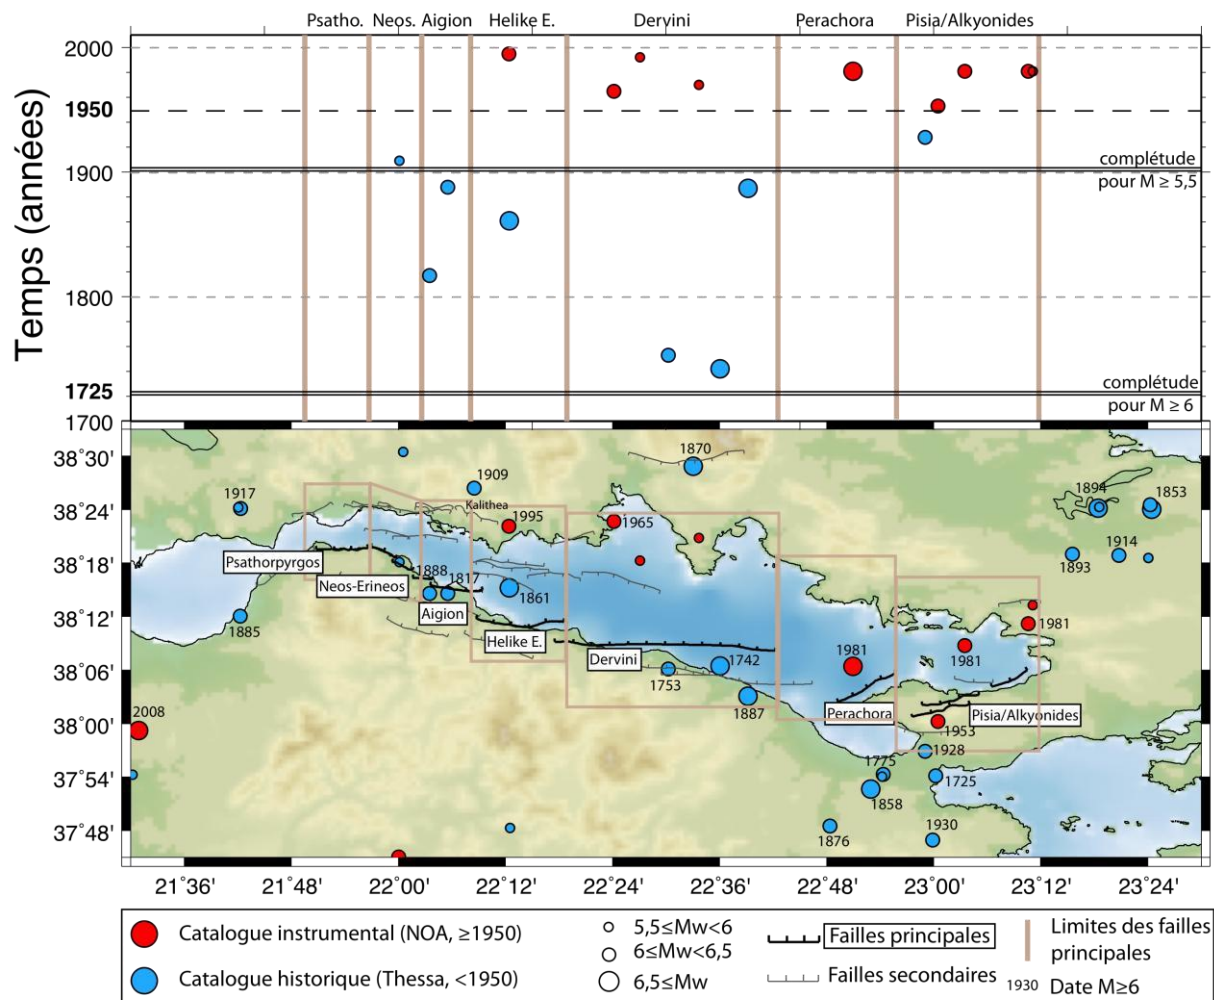 Psatho. Neos. Aigion Helike E. Dervini Perachora Pisia/Alkyonides
Temps (années)
2000
1950
1900
1800
1725
1700
complétude
pour M ≥ 5,5
complétude
pour M ≥ 6
38°30'
38°24'
38°18'
38°12'
38°06'
38°00'
37°54'
37°48'
1870
1909
1917
Kalithea
1995
1965
1894
1853
1914
1893
Psathorpyrgos
Neos-Erineos
1888
1817
1861
Aigion
1885
Helike E.
Dervini
1742
1753
1887
1981
1981
1981
Perachora
Pisia/Alkyonides
1953
2008
1928
1775
1725
1858
1876
1930
21°36' 21°48' 22°00' 22°12' 22°24' 22°36' 22°48' 23°00' 23°12' 23°24'
Catalogue instrumental (NOA, ≥1950)
Catalogue historique (Thessa, <1950)
5,5≤Mw<6
6≤Mw<6,5
6,5≤Mw
Failles principales
Failles secondaires
Limites des failles
principales
1930 Date M≥6